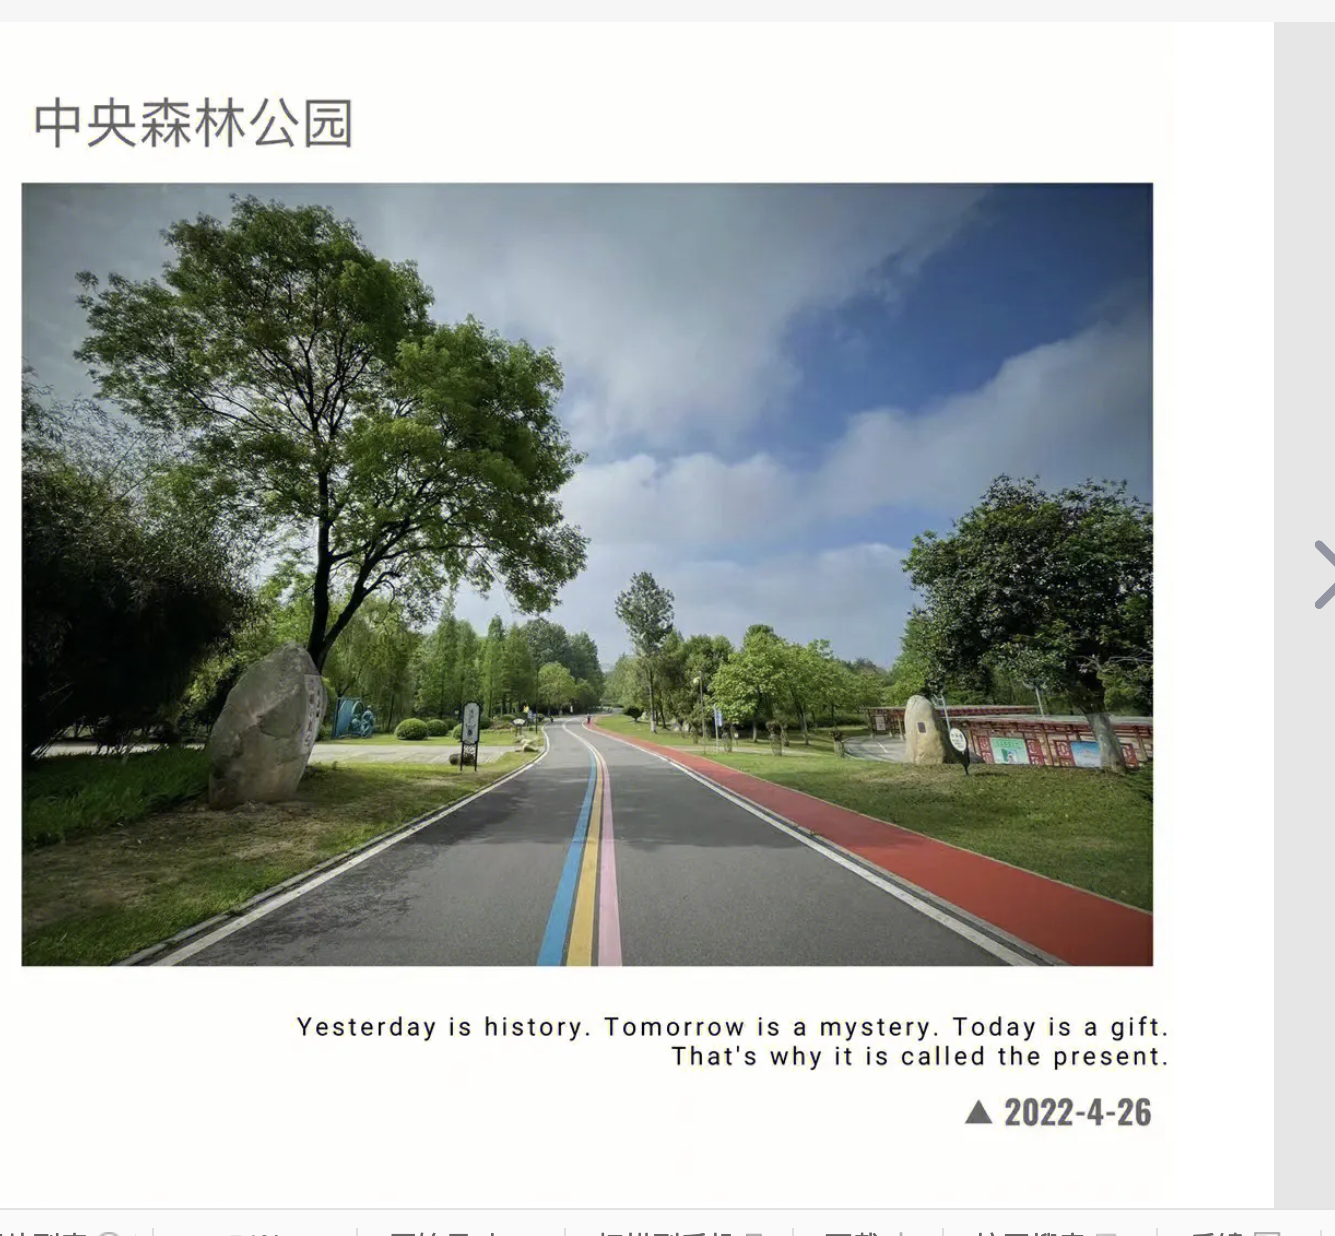 中央森林公园
Yesterday is history. Tomorrow is a mystery. Today is a gift.
That's why it is called the present.
▲ 2022-4-26